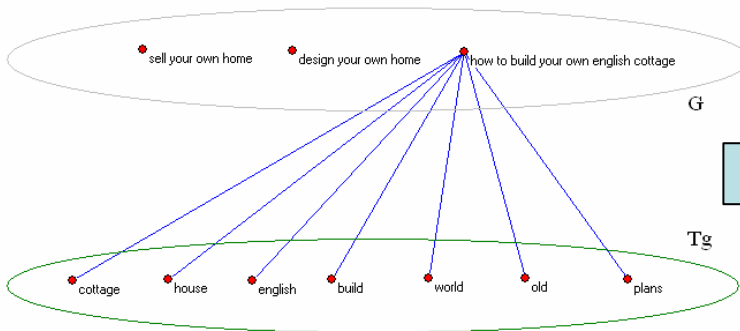 sell your own home
design your own home
how to build your own english cottage
G
Tg
cottage
house
english
build
world
old
plans